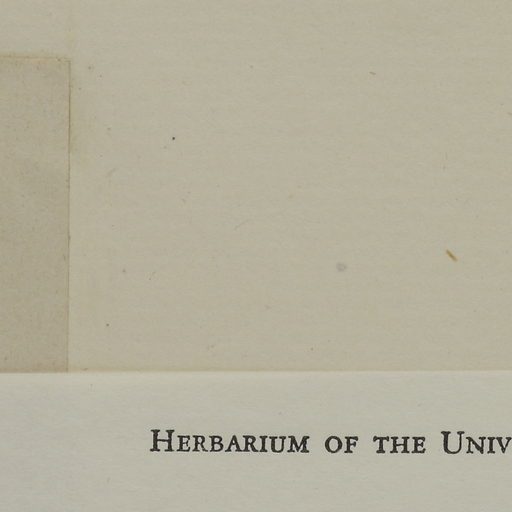 Herbarium of the Univ